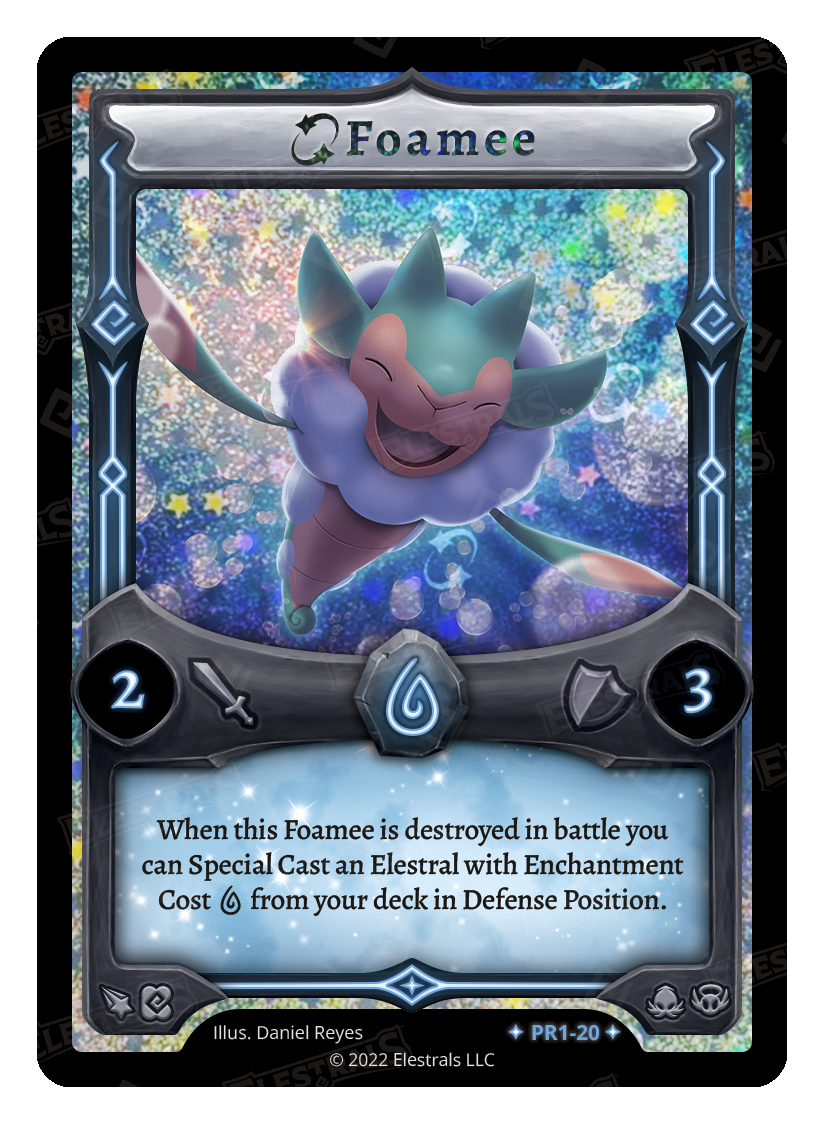 Foamee
2
3
When this Foamee is destroyed in battle you
can Special Cast an Elestral with Enchantment
Cost from your deck in Defense Position.
Illus. Daniel Reyes
PR1-20
© 2022 Elestrals LLC
ELESTRALS